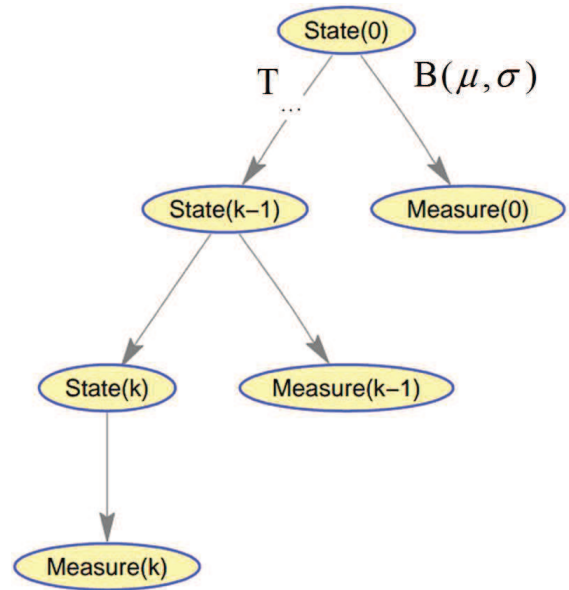 State(0)
T
B(μ,σ)
...
State(k−1)
Measure(0)
State(k)
Measure(k−1)
Measure(k)